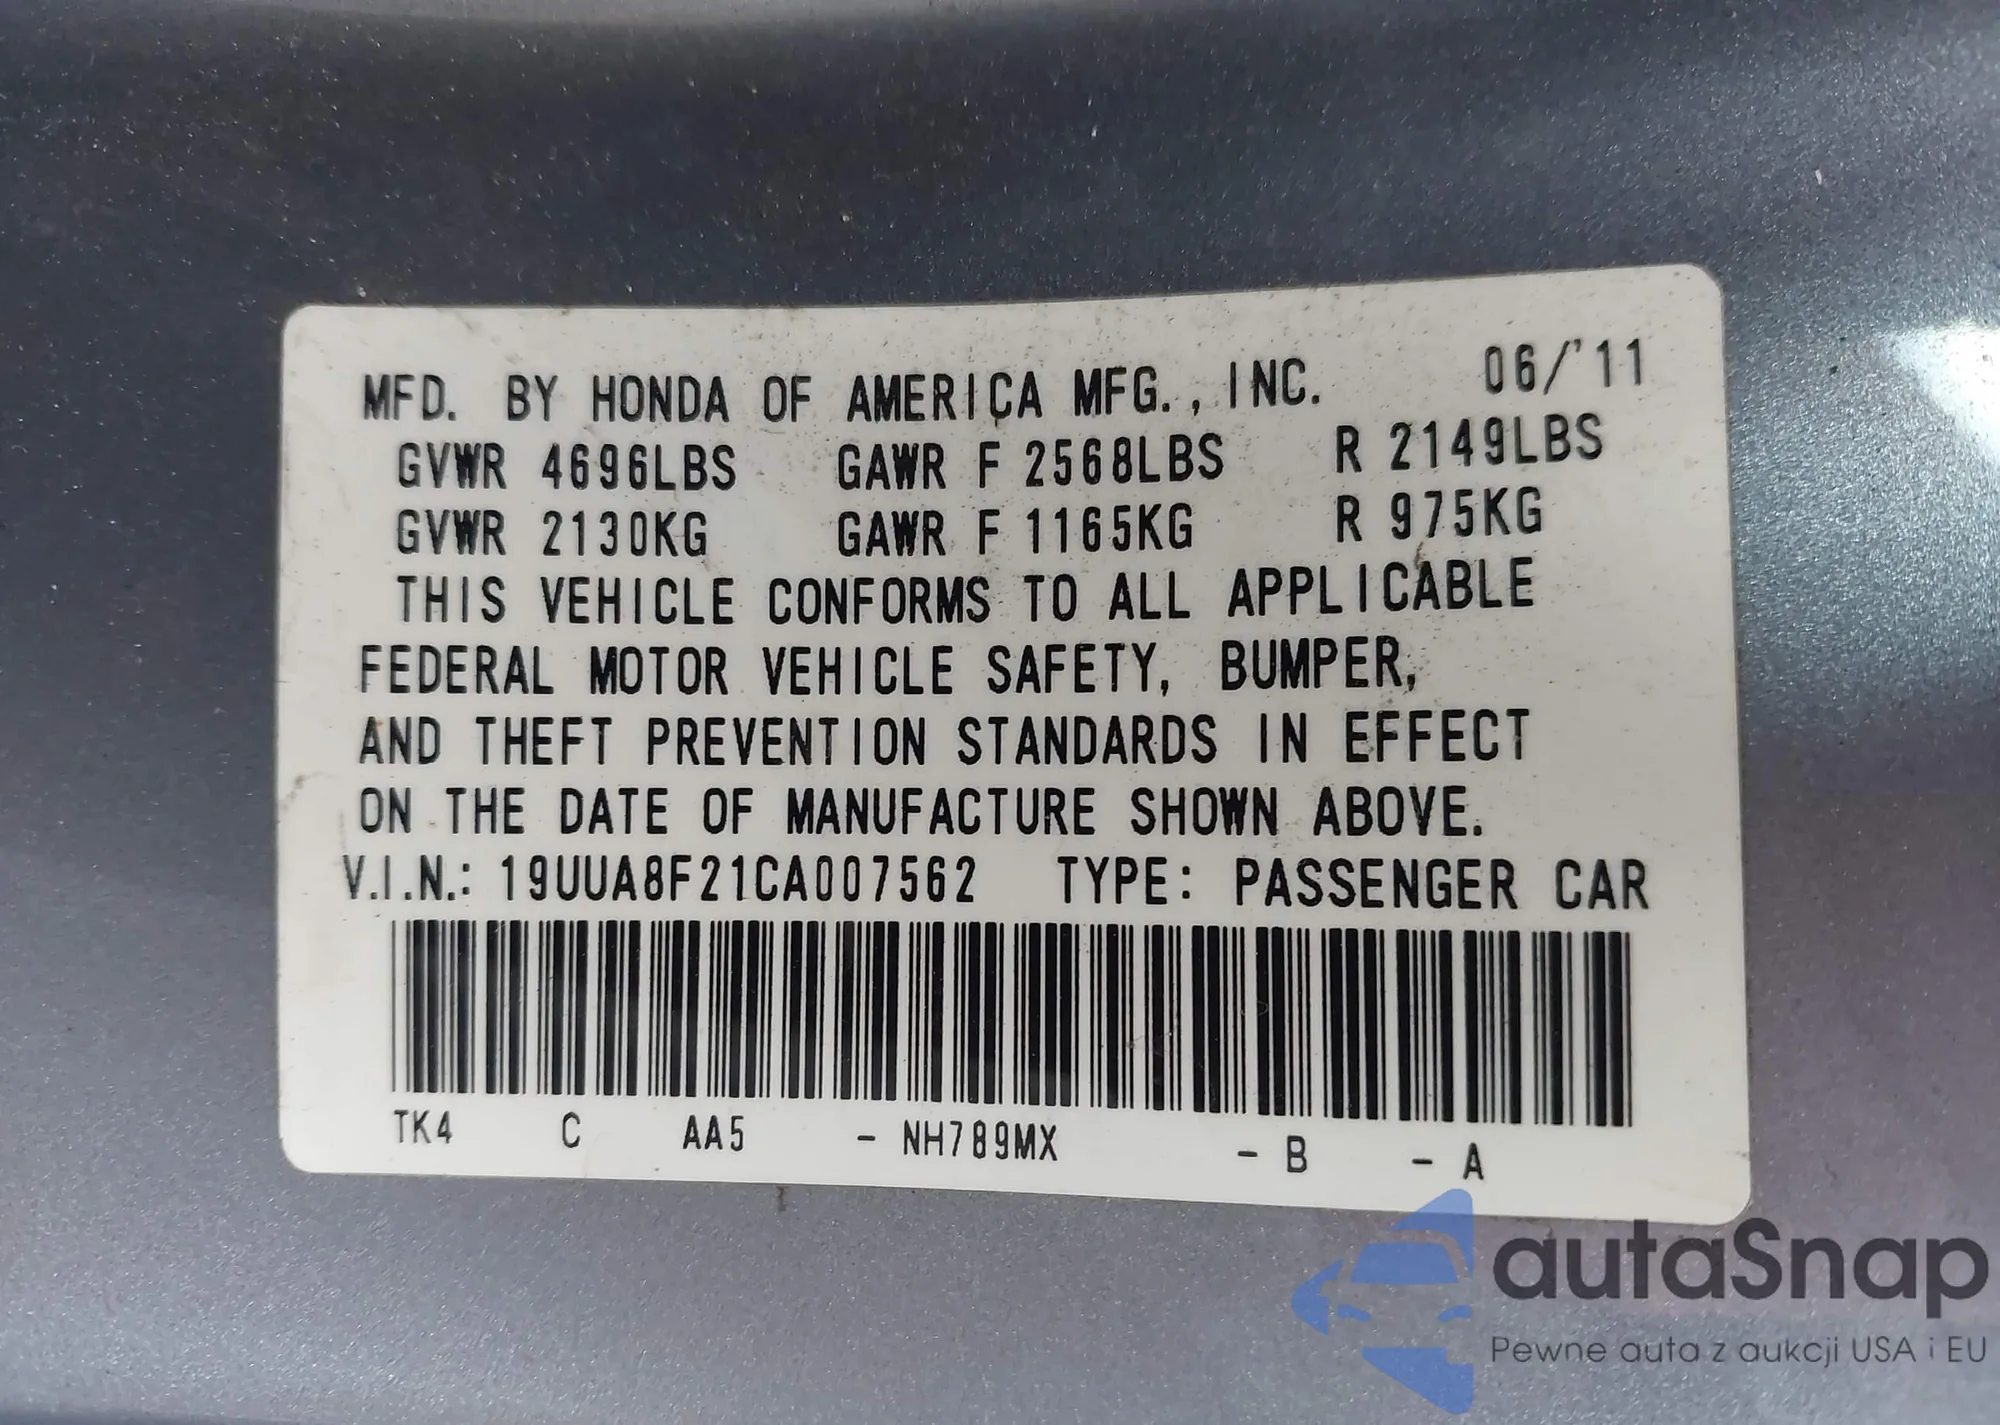 MFD. BY HONDA OF AMERICA MFG., INC. 06/'11
GVWR 4696LBS GAWR F 2568LBS R 2149LBS
GVWR 2130KG GAWR F 1165KG R 975KG
THIS VEHICLE CONFORMS TO ALL APPLICABLE
FEDERAL MOTOR VEHICLE SAFETY, BUMPER,
AND THEFT PREVENTION STANDARDS IN EFFECT
ON THE DATE OF MANUFACTURE SHOWN ABOVE.
V.I.N.: 19UUA8F21CA007562 TYPE: PASSENGER CAR
TK4 C AA5 - NH789MX - B - A
autaSnap
Pewne auta z aukcji USA i EU